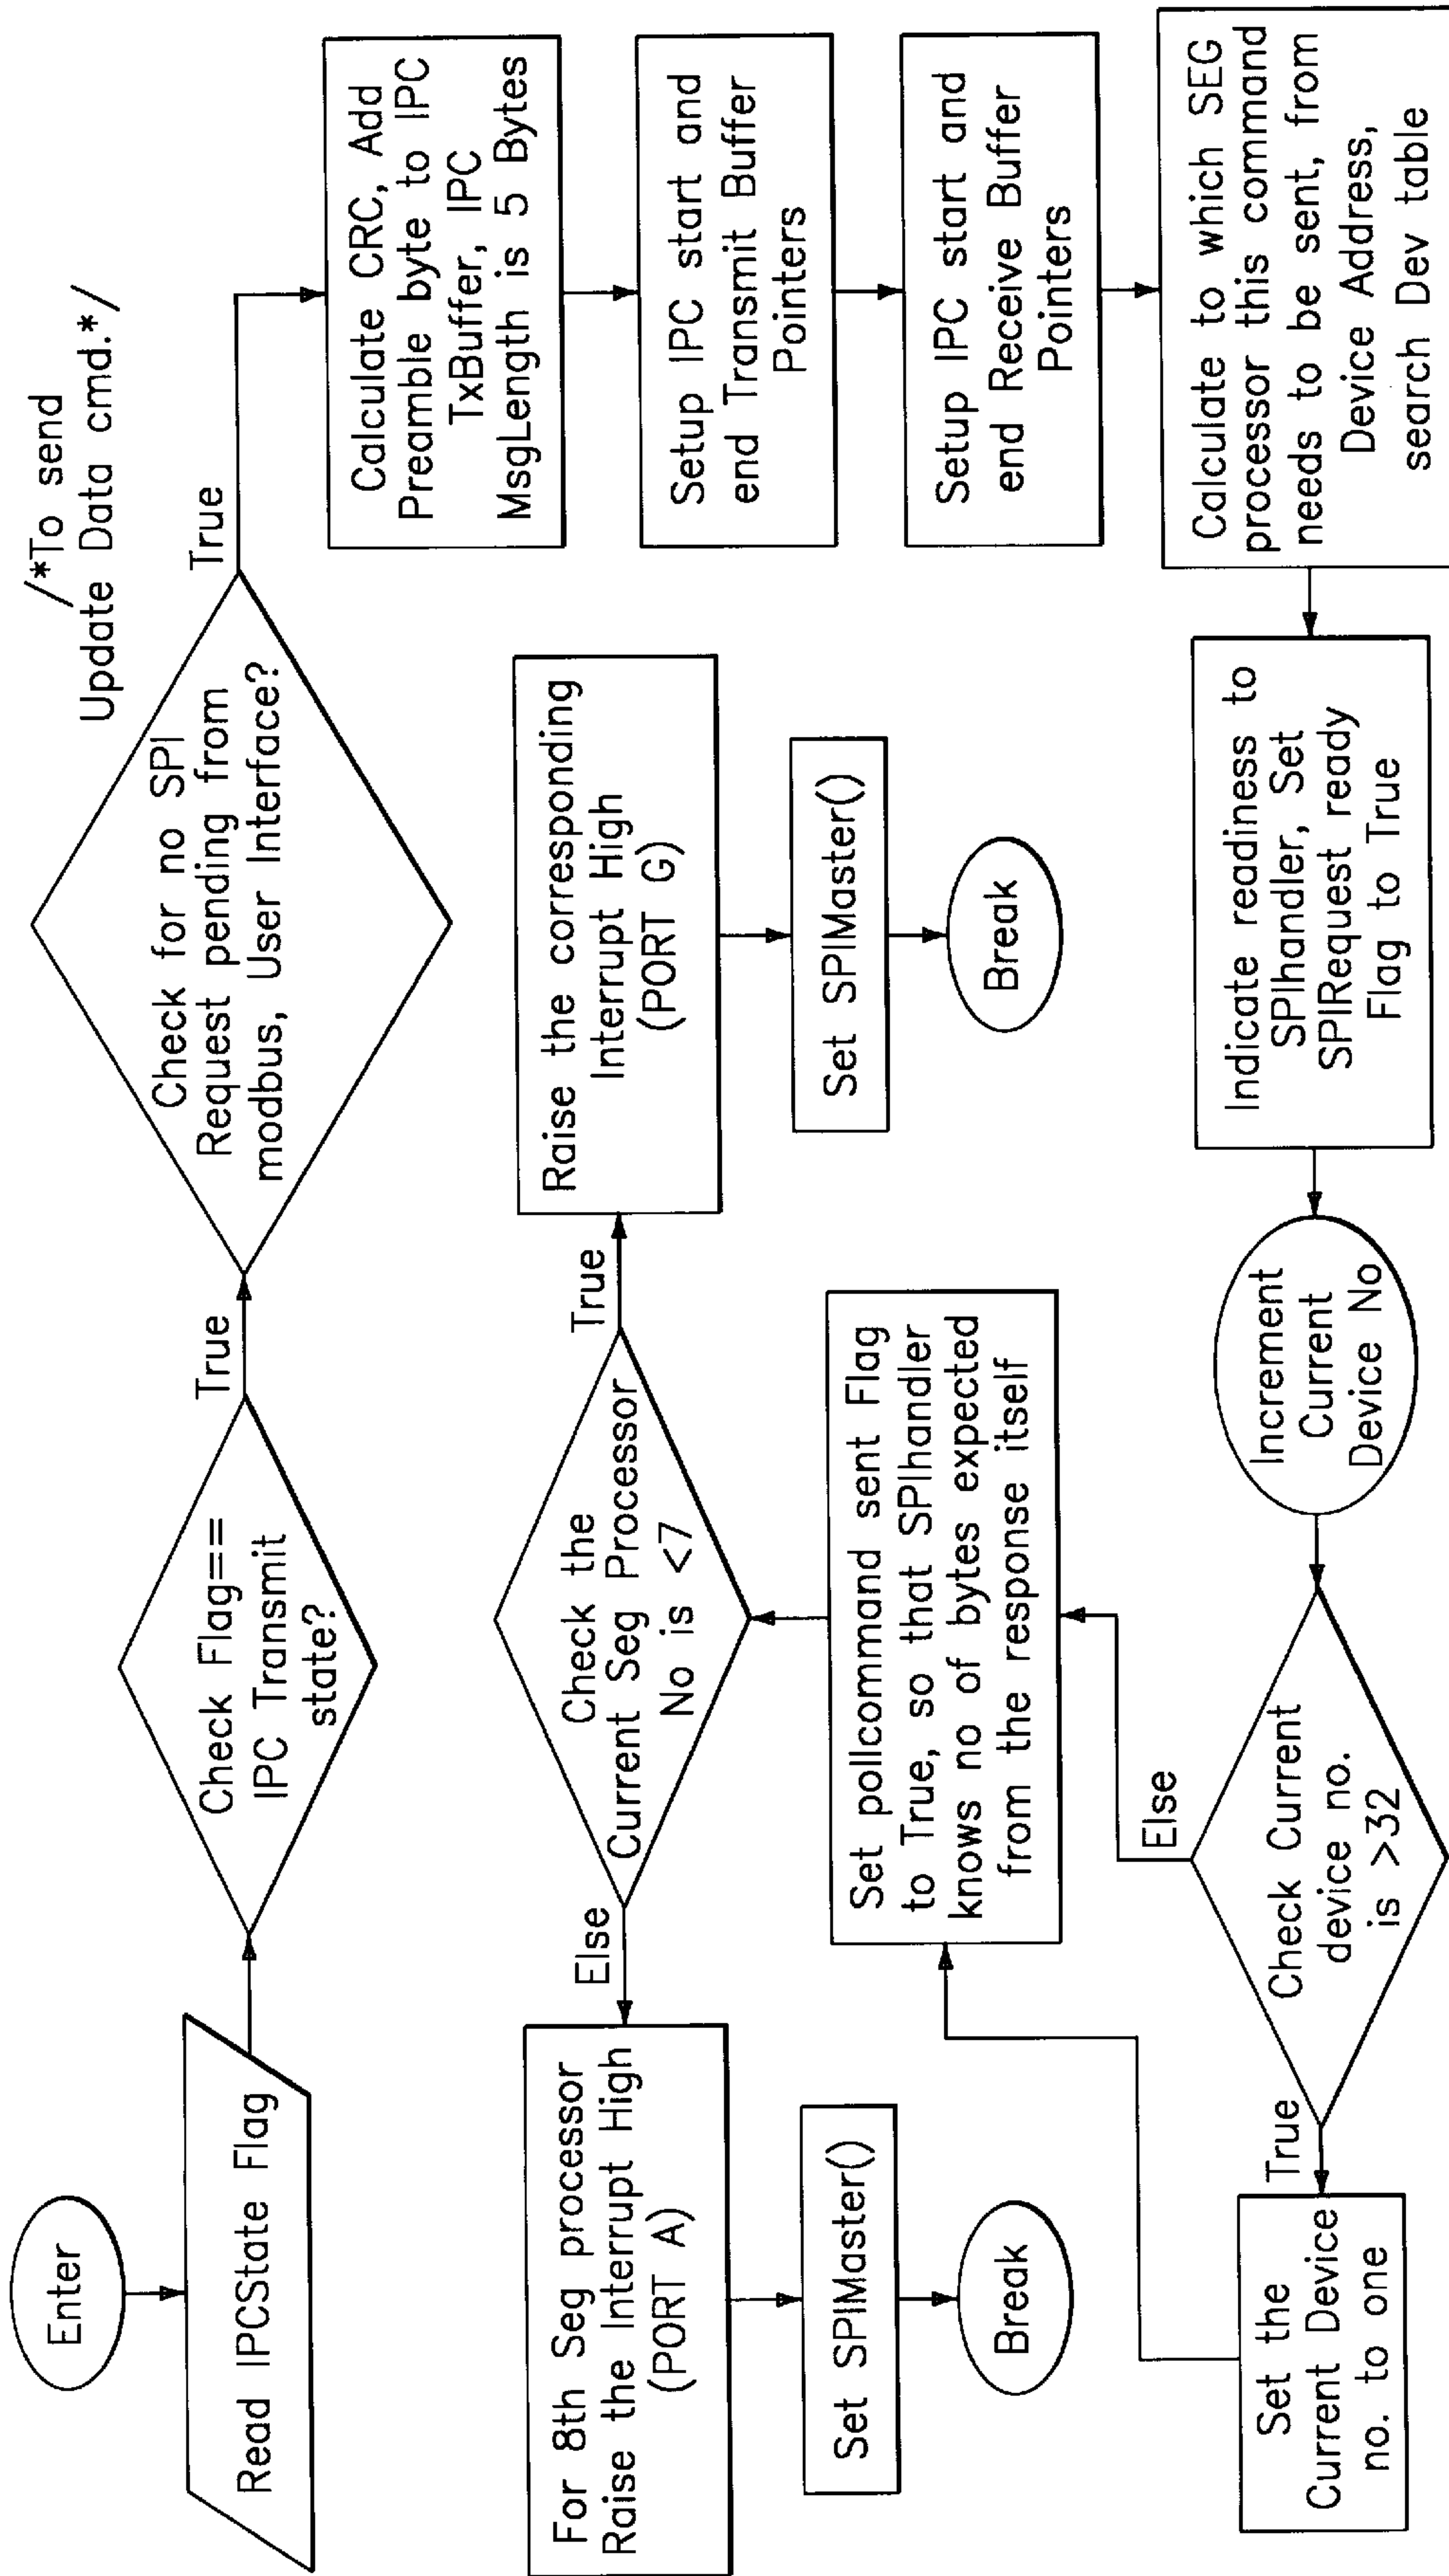 Enter
Read IPCState Flag
Check Flag==
IPC Transmit
state?
True
Check for no SPI
Request pending from
modbus, User Interface?
/*To send
Update Data cmd.*/
True
Calculate CRC, Add
Preamble byte to IPC
TxBuffer, IPC
MsgLength is 5 Bytes
Setup IPC start and
end Transmit Buffer
Pointers
Setup IPC start and
end Receive Buffer
Pointers
Calculate to which SEG
processor this command
needs to be sent, from
Device Address,
search Dev table
Indicate readiness to
SPIhandler, Set
SPIRequest ready
Flag to True
Increment
Current
Device No
Check Current
device no.
is >32
True
Set the
Current Device
no. to one
Else
Set pollcommand sent Flag
to True, so that SPIhandler
knows no of bytes expected
from the response itself
Check the
Current Seg Processor
No is <7
True
Raise the corresponding
Interrupt High
(PORT G)
Set SPIMaster()
Break
Else
For 8th Seg processor
Raise the Interrupt High
(PORT A)
Set SPIMaster()
Break